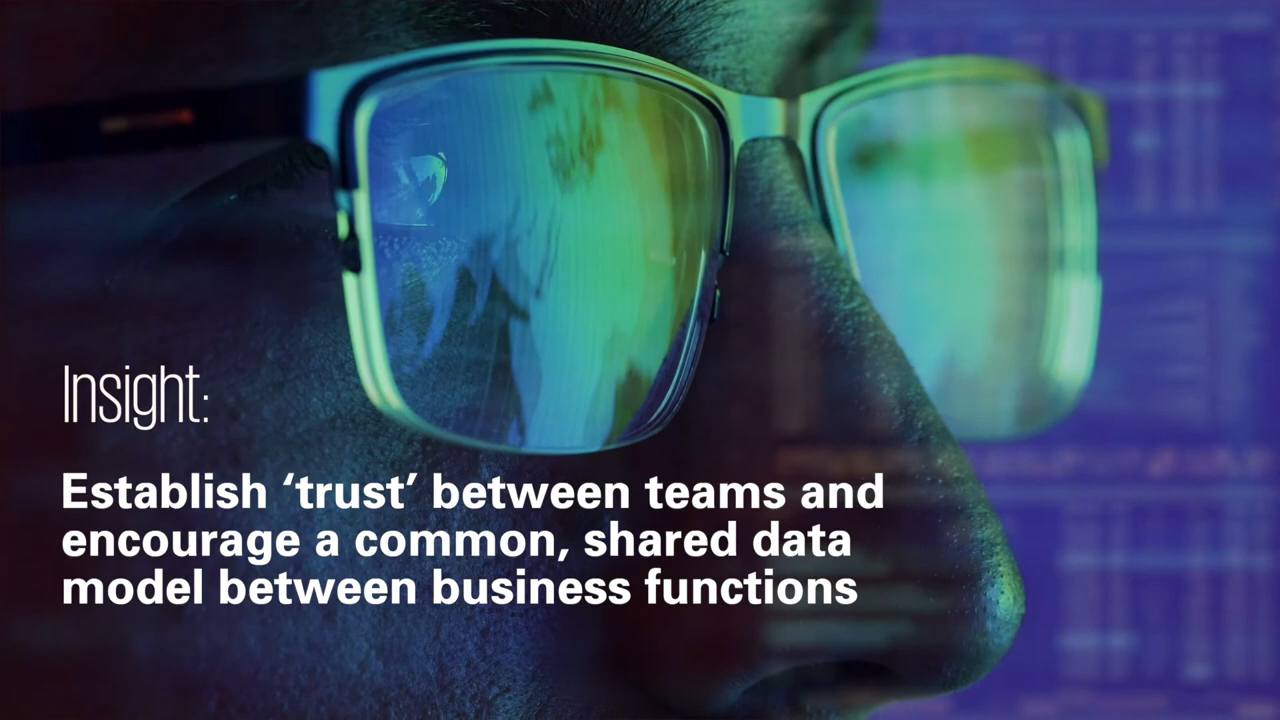 Insight:
Establish ‘trust’ between teams and
encourage a common, shared data
model between business functions